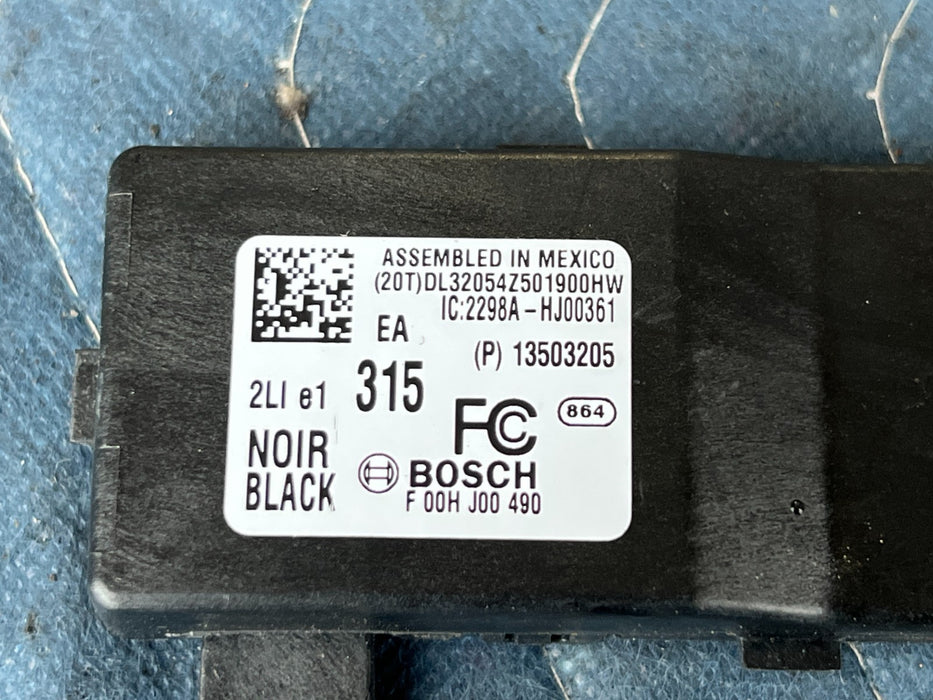 ASSEMBLED IN MEXICO
(20T)DL32054Z501900HW
IC:2298A-HJ00361
EA
(P) 13503205
315
2LI e1
FC
864
NOIR
BLACK
BOSCH
F 00H J00 490